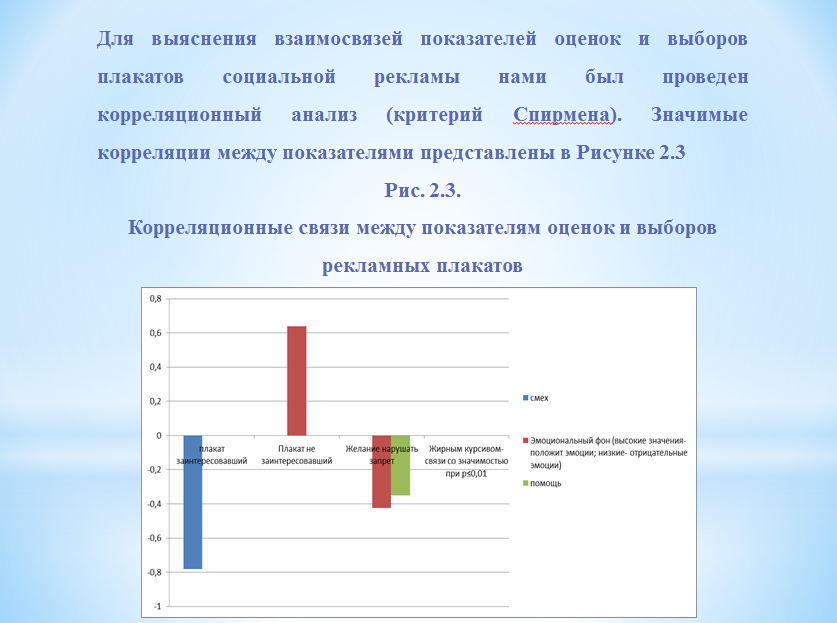 Для выяснения взаимосвязей показателей оценок и выборов
плакатов социальной рекламы нами был проведен
корреляционный анализ (критерий Спирмена). Значимые
корреляции между показателями представлены в Рисунке 2.3
Рис. 2.3.
Корреляционные связи между показателям оценок и выборов
рекламных плакатов
0,8
0,6
0,4
0,2
0
-0,2
-0,4
-0,6
-0,8
-1
плакат
заинтересовавший
Плакат не
заинтересовавший
Желание нарушать
запрет
Жирным курсивом-
связи со значимостью
при p≤0,01
смех
Эмоциональный фон (высокие значения-
положит эмоции; низкие- отрицательные
эмоции)
помощь